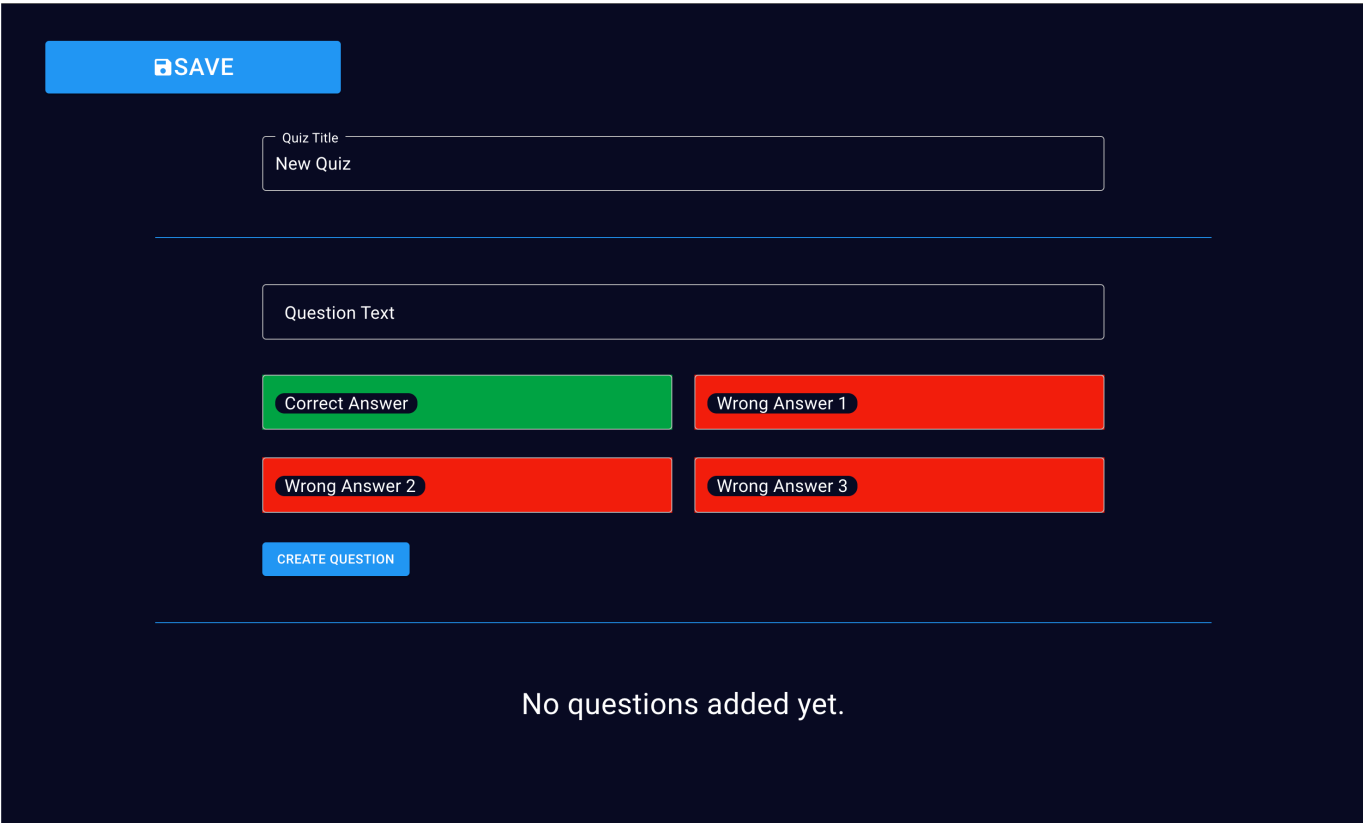 SAVE
Quiz Title
New Quiz
Question Text
Correct Answer
Wrong Answer 1
Wrong Answer 2
Wrong Answer 3
CREATE QUESTION
No questions added yet.